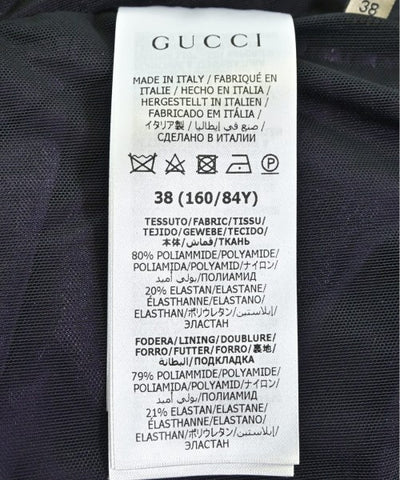 38
GUCCI
MADE IN ITALY / FABRIQUÉ EN
ITALIE / HECHO EN ITALIA /
HERGESTELLT IN ITALIEN /
FABRICADO EM ITÁLIA /
イタリア製 / صنع في إيطاليا /
СДЕЛАНО В ИТАЛИИ
P
38 (160/84Y)
TESSUTO/FABRIC/TISSU/
TEJIDO/GEWEBE/TECIDO/
本体/قماش/ТКАНЬ
80% POLIAMMIDE/POLYAMIDE/
POLIAMIDA/POLYAMID/ナイロン/
بولي أميد/ПОЛИАМИД
20% ELASTAN/ELASTANE/
ELASTHANNE/ELASTANO/
ELASTHAN/ポリウレタン/إيلاستين/
ЭЛАСТАН
FODERA/LINING/DOUBLURE/
FORRO/FUTTER/FORRO/裏地/
البطانة/ПОДКЛАДКА
79% POLIAMMIDE/POLYAMIDE/
POLIAMIDA/POLYAMID/ナイロン/
بولي أميد/ПОЛИАМИД
21% ELASTAN/ELASTANE/
ELASTHANNE/ELASTANO/
ELASTHAN/ポリウレタン/إيلاستين/
ЭЛАСТАН